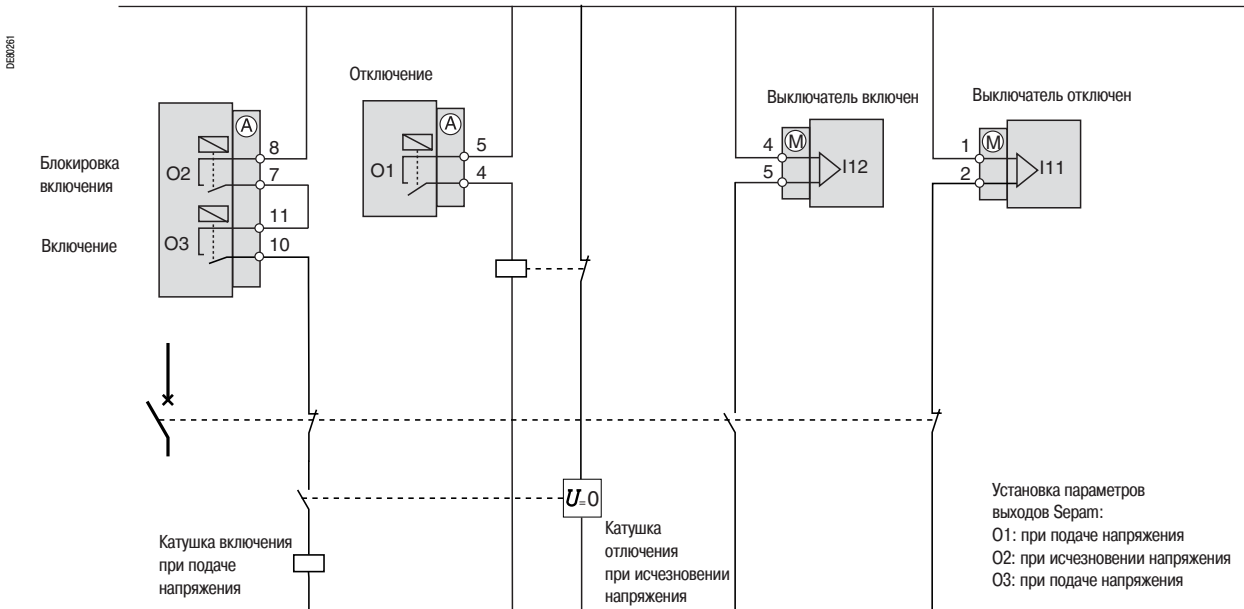 DE80261
Отключение
Выключатель включен
Выключатель отключен
A
A
M
M
8
5
4
1
Блокировка
включения
O2
7
O1
4
5
I12
2
I11
11
Включение
O3
10
U=0
Катушка включения
при подаче
напряжения
Катушка
отлючения
при исчезновении
напряжения
Установка параметров
выходов Sepam:
O1: при подаче напряжения
O2: при исчезновении напряжения
O3: при подаче напряжения